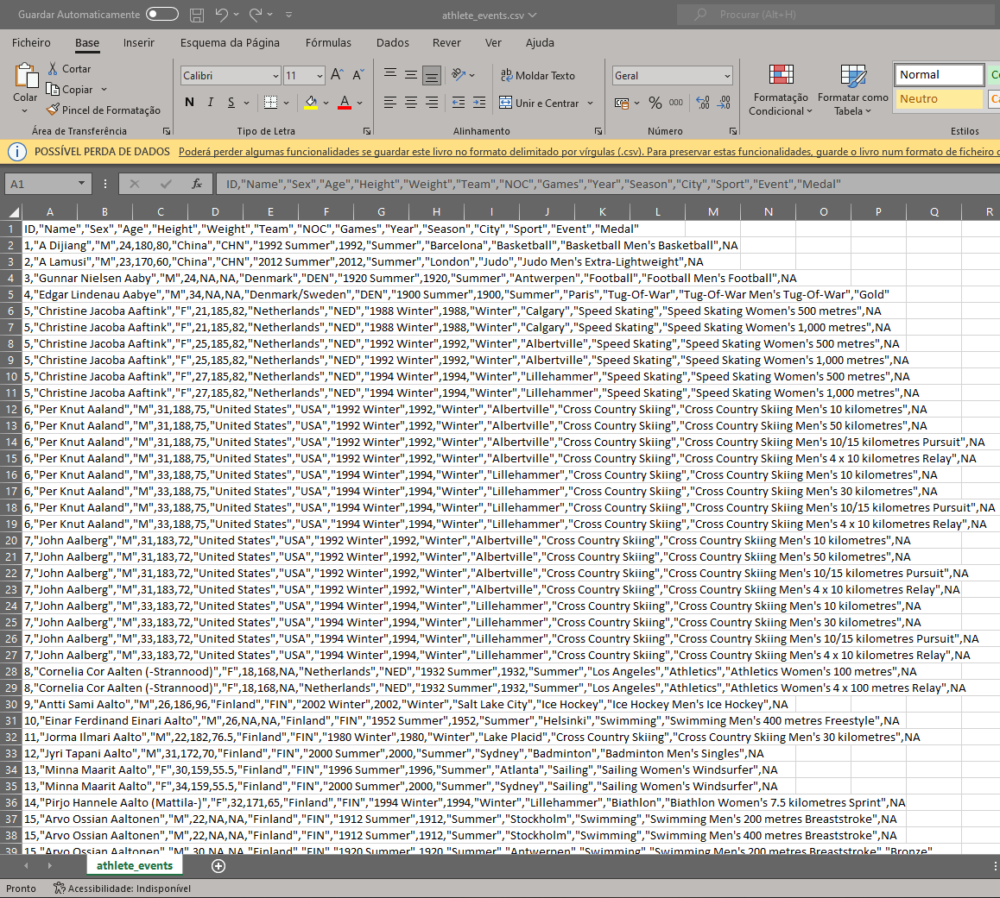 Guardar Automaticamente
athlete_events.csv
Procurar (Alt+H)
Ficheiro Base Inserir Esquema da Página Fórmulas Dados Rever Ver Ajuda
Colar
Cortar
Copiar
Pincel de Formatação
Área de Transferência
Calibri 11
N I S
Tipo de Letra
Moldar Texto
Unir e Centrar
Alinhamento
Geral
% 000
Número
Formatação Condicional
Formatar como Tabela
Normal
Neutro
Estilos
POSSÍVEL PERDA DE DADOS Poderá perder algumas funcionalidades se guardar este livro no formato delimitado por vírgulas (.csv). Para preservar estas funcionalidades, guarde o livro num formato de ficheiro
A1 fx ID,"Name","Sex","Age","Height","Weight","Team","NOC","Games","Year","Season","City","Sport","Event","Medal"
A B C D E F G H I J K L M N O P Q R
1 ID,"Name","Sex","Age","Height","Weight","Team","NOC","Games","Year","Season","City","Sport","Event","Medal"
2 1,"A Dijiang","M",24,180,80,"China","CHN","1992 Summer",1992,"Summer","Barcelona","Basketball","Basketball Men's Basketball",NA
3 2,"A Lamusi","M",23,170,60,"China","CHN","2012 Summer",2012,"Summer","London","Judo","Judo Men's Extra-Lightweight",NA
4 3,"Gunnar Nielsen Aaby","M",24,NA,NA,"Denmark","DEN","1920 Summer",1920,"Summer","Antwerpen","Football","Football Men's Football",NA
5 4,"Edgar Lindenau Aabye","M",34,NA,NA,"Denmark/Sweden","DEN","1900 Summer",1900,"Summer","Paris","Tug-Of-War","Tug-Of-War Men's Tug-Of-War","Gold"
6 5,"Christine Jacoba Aaftink","F",21,185,82,"Netherlands","NED","1988 Winter",1988,"Winter","Calgary","Speed Skating","Speed Skating Women's 500 metres",NA
7 5,"Christine Jacoba Aaftink","F",21,185,82,"Netherlands","NED","1988 Winter",1988,"Winter","Calgary","Speed Skating","Speed Skating Women's 1,000 metres",NA
8 5,"Christine Jacoba Aaftink","F",25,185,82,"Netherlands","NED","1992 Winter",1992,"Winter","Albertville","Speed Skating","Speed Skating Women's 500 metres",NA
9 5,"Christine Jacoba Aaftink","F",25,185,82,"Netherlands","NED","1992 Winter",1992,"Winter","Albertville","Speed Skating","Speed Skating Women's 1,000 metres",NA
10 5,"Christine Jacoba Aaftink","F",27,185,82,"Netherlands","NED","1994 Winter",1994,"Winter","Lillehammer","Speed Skating","Speed Skating Women's 500 metres",NA
11 5,"Christine Jacoba Aaftink","F",27,185,82,"Netherlands","NED","1994 Winter",1994,"Winter","Lillehammer","Speed Skating","Speed Skating Women's 1,000 metres",NA
12 6,"Per Knut Aaland","M",31,188,75,"United States","USA","1992 Winter",1992,"Winter","Albertville","Cross Country Skiing","Cross Country Skiing Men's 10 kilometres",NA
13 6,"Per Knut Aaland","M",31,188,75,"United States","USA","1992 Winter",1992,"Winter","Albertville","Cross Country Skiing","Cross Country Skiing Men's 50 kilometres",NA
14 6,"Per Knut Aaland","M",31,188,75,"United States","USA","1992 Winter",1992,"Winter","Albertville","Cross Country Skiing","Cross Country Skiing Men's 10/15 kilometres Pursuit",NA
15 6,"Per Knut Aaland","M",31,188,75,"United States","USA","1992 Winter",1992,"Winter","Albertville","Cross Country Skiing","Cross Country Skiing Men's 4 x 10 kilometres Relay",NA
16 6,"Per Knut Aaland","M",33,188,75,"United States","USA","1994 Winter",1994,"Winter","Lillehammer","Cross Country Skiing","Cross Country Skiing Men's 10 kilometres",NA
17 6,"Per Knut Aaland","M",33,188,75,"United States","USA","1994 Winter",1994,"Winter","Lillehammer","Cross Country Skiing","Cross Country Skiing Men's 30 kilometres",NA
18 6,"Per Knut Aaland","M",33,188,75,"United States","USA","1994 Winter",1994,"Winter","Lillehammer","Cross Country Skiing","Cross Country Skiing Men's 10/15 kilometres Pursuit",NA
19 6,"Per Knut Aaland","M",33,188,75,"United States","USA","1994 Winter",1994,"Winter","Lillehammer","Cross Country Skiing","Cross Country Skiing Men's 4 x 10 kilometres Relay",NA
20 7,"John Aalberg","M",31,183,72,"United States","USA","1992 Winter",1992,"Winter","Albertville","Cross Country Skiing","Cross Country Skiing Men's 10 kilometres",NA
21 7,"John Aalberg","M",31,183,72,"United States","USA","1992 Winter",1992,"Winter","Albertville","Cross Country Skiing","Cross Country Skiing Men's 50 kilometres",NA
22 7,"John Aalberg","M",31,183,72,"United States","USA","1992 Winter",1992,"Winter","Albertville","Cross Country Skiing","Cross Country Skiing Men's 10/15 kilometres Pursuit",NA
23 7,"John Aalberg","M",31,183,72,"United States","USA","1992 Winter",1992,"Winter","Albertville","Cross Country Skiing","Cross Country Skiing Men's 4 x 10 kilometres Relay",NA
24 7,"John Aalberg","M",33,183,72,"United States","USA","1994 Winter",1994,"Winter","Lillehammer","Cross Country Skiing","Cross Country Skiing Men's 10 kilometres",NA
25 7,"John Aalberg","M",33,183,72,"United States","USA","1994 Winter",1994,"Winter","Lillehammer","Cross Country Skiing","Cross Country Skiing Men's 30 kilometres",NA
26 7,"John Aalberg","M",33,183,72,"United States","USA","1994 Winter",1994,"Winter","Lillehammer","Cross Country Skiing","Cross Country Skiing Men's 10/15 kilometres Pursuit",NA
27 7,"John Aalberg","M",33,183,72,"United States","USA","1994 Winter",1994,"Winter","Lillehammer","Cross Country Skiing","Cross Country Skiing Men's 4 x 10 kilometres Relay",NA
28 8,"Cornelia Cor Aalten (-Strannood)","F",18,168,NA,"Netherlands","NED","1932 Summer",1932,"Summer","Los Angeles","Athletics","Athletics Women's 100 metres",NA
29 8,"Cornelia Cor Aalten (-Strannood)","F",18,168,NA,"Netherlands","NED","1932 Summer",1932,"Summer","Los Angeles","Athletics","Athletics Women's 4 x 100 metres Relay",NA
30 9,"Antti Sami Aalto","M",26,186,96,"Finland","FIN","2002 Winter",2002,"Winter","Salt Lake City","Ice Hockey","Ice Hockey Men's Ice Hockey",NA
31 10,"Einar Ferdinand Einari Aalto","M",26,NA,NA,"Finland","FIN","1952 Summer",1952,"Summer","Helsinki","Swimming","Swimming Men's 400 metres Freestyle",NA
32 11,"Jorma Ilmari Aalto","M",22,182,76.5,"Finland","FIN","1980 Winter",1980,"Winter","Lake Placid","Cross Country Skiing","Cross Country Skiing Men's 30 kilometres",NA
33 12,"Jyri Tapani Aalto","M",31,172,70,"Finland","FIN","2000 Summer",2000,"Summer","Sydney","Badminton","Badminton Men's Singles",NA
34 13,"Minna Maarit Aalto","F",30,159,55.5,"Finland","FIN","1996 Summer",1996,"Summer","Atlanta","Sailing","Sailing Women's Windsurfer",NA
35 13,"Minna Maarit Aalto","F",34,159,55.5,"Finland","FIN","2000 Summer",2000,"Summer","Sydney","Sailing","Sailing Women's Windsurfer",NA
36 14,"Pirjo Hannele Aalto (Mattila-)","F",32,171,65,"Finland","FIN","1994 Winter",1994,"Winter","Lillehammer","Biathlon","Biathlon Women's 7.5 kilometres Sprint",NA
37 15,"Arvo Ossian Aaltonen","M",22,NA,NA,"Finland","FIN","1912 Summer",1912,"Summer","Stockholm","Swimming","Swimming Men's 200 metres Breaststroke",NA
38 15,"Arvo Ossian Aaltonen","M",22,NA,NA,"Finland","FIN","1912 Summer",1912,"Summer","Stockholm","Swimming","Swimming Men's 400 metres Breaststroke",NA
39 15,"Arvo Ossian Aaltonen","M",30,NA,NA,"Finland","FIN","1920 Summer",1920,"Summer","Antwerpen","Swimming","Swimming Men's 200 metres Breaststroke","Bronze"
athlete_events
Pronto Acessibilidade: Indisponível